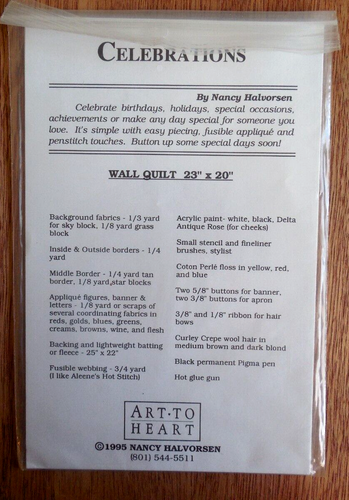 CELEBRATIONS
By Nancy Halvorsen
Celebrate birthdays, holidays, special occasions,
achievements or make any day special for someone you
love. It's simple with easy piecing, fusible appliqué and
penstitch touches. Button up some special days soon!
WALL QUILT 23" x 20"
Background fabrics - 1/3 yard
for sky block, 1/8 yard grass
block
Inside & Outside borders - 1/4
yard
Middle Border - 1/4 yard tan
border, 1/8 yard,star blocks
Appliqué figures, banner &
letters - 1/8 yard or scraps of
several coordinating fabrics in
reds, golds, blues, greens,
creams, browns, wine, and flesh
Backing and lightweight batting
or fleece - 25" x 22"
Fusible webbing - 3/4 yard
(I like Aleene's Hot Stitch)
Acrylic paint- white, black, Delta
Antique Rose (for cheeks)
Small stencil and fineliner
brushes, stylist
Coton Perlé floss in yellow, red,
and blue
Two 5/8" buttons for banner,
two 3/8" buttons for apron
3/8" and 1/8" ribbon for hair
bows
Curley Crepe wool hair in
medium brown and dark blond
Black permanent Pigma pen
Hot glue gun
ART·TO
HEART
©1995 NANCY HALVORSEN
(801) 544-5511